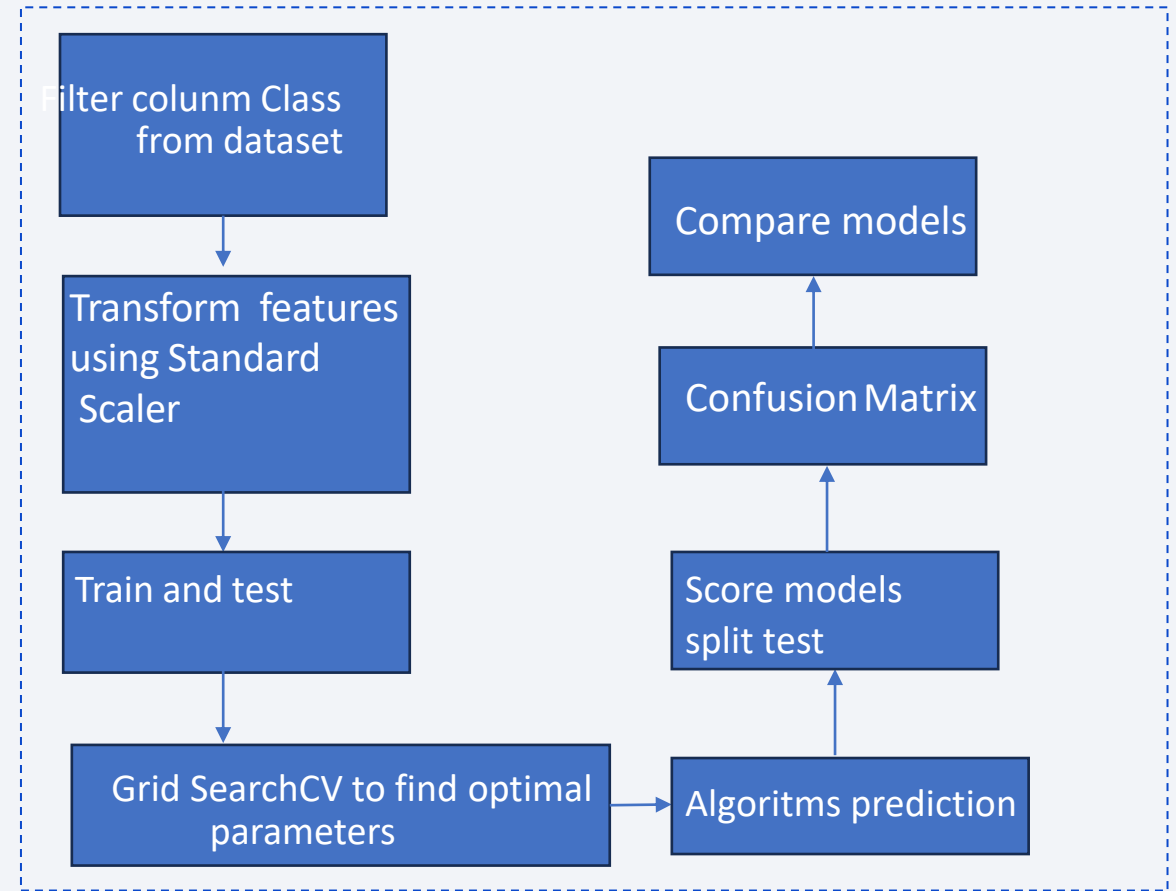 Filter colunm Class
from dataset
Transform features
using Standard
Scaler
Train and test
Grid SearchCV to find optimal
parameters
Algoritms prediction
Score models
split test
Confusion Matrix
Compare models